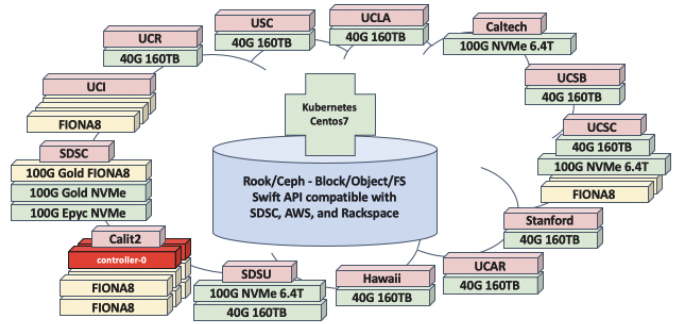 UCR
40G 160TB
USC
40G 160TB
UCLA
40G 160TB
Caltech
100G NVMe 6.4T
UCSB
40G 160TB
UCSC
40G 160TB
100G NVMe 6.4T
FIONA8
Stanford
40G 160TB
UCAR
40G 160TB
Hawaii
40G 160TB
SDSU
100G NVMe 6.4T
40G 160TB
Calit2
controller-0
FIONA8
FIONA8
SDSC
100G Gold FIONA8
100G Gold NVMe
100G Epyc NVMe
UCI
FIONA8
Kubernetes
Centos7
Rook/Ceph - Block/Object/FS
Swift API compatible with
SDSC, AWS, and Rackspace